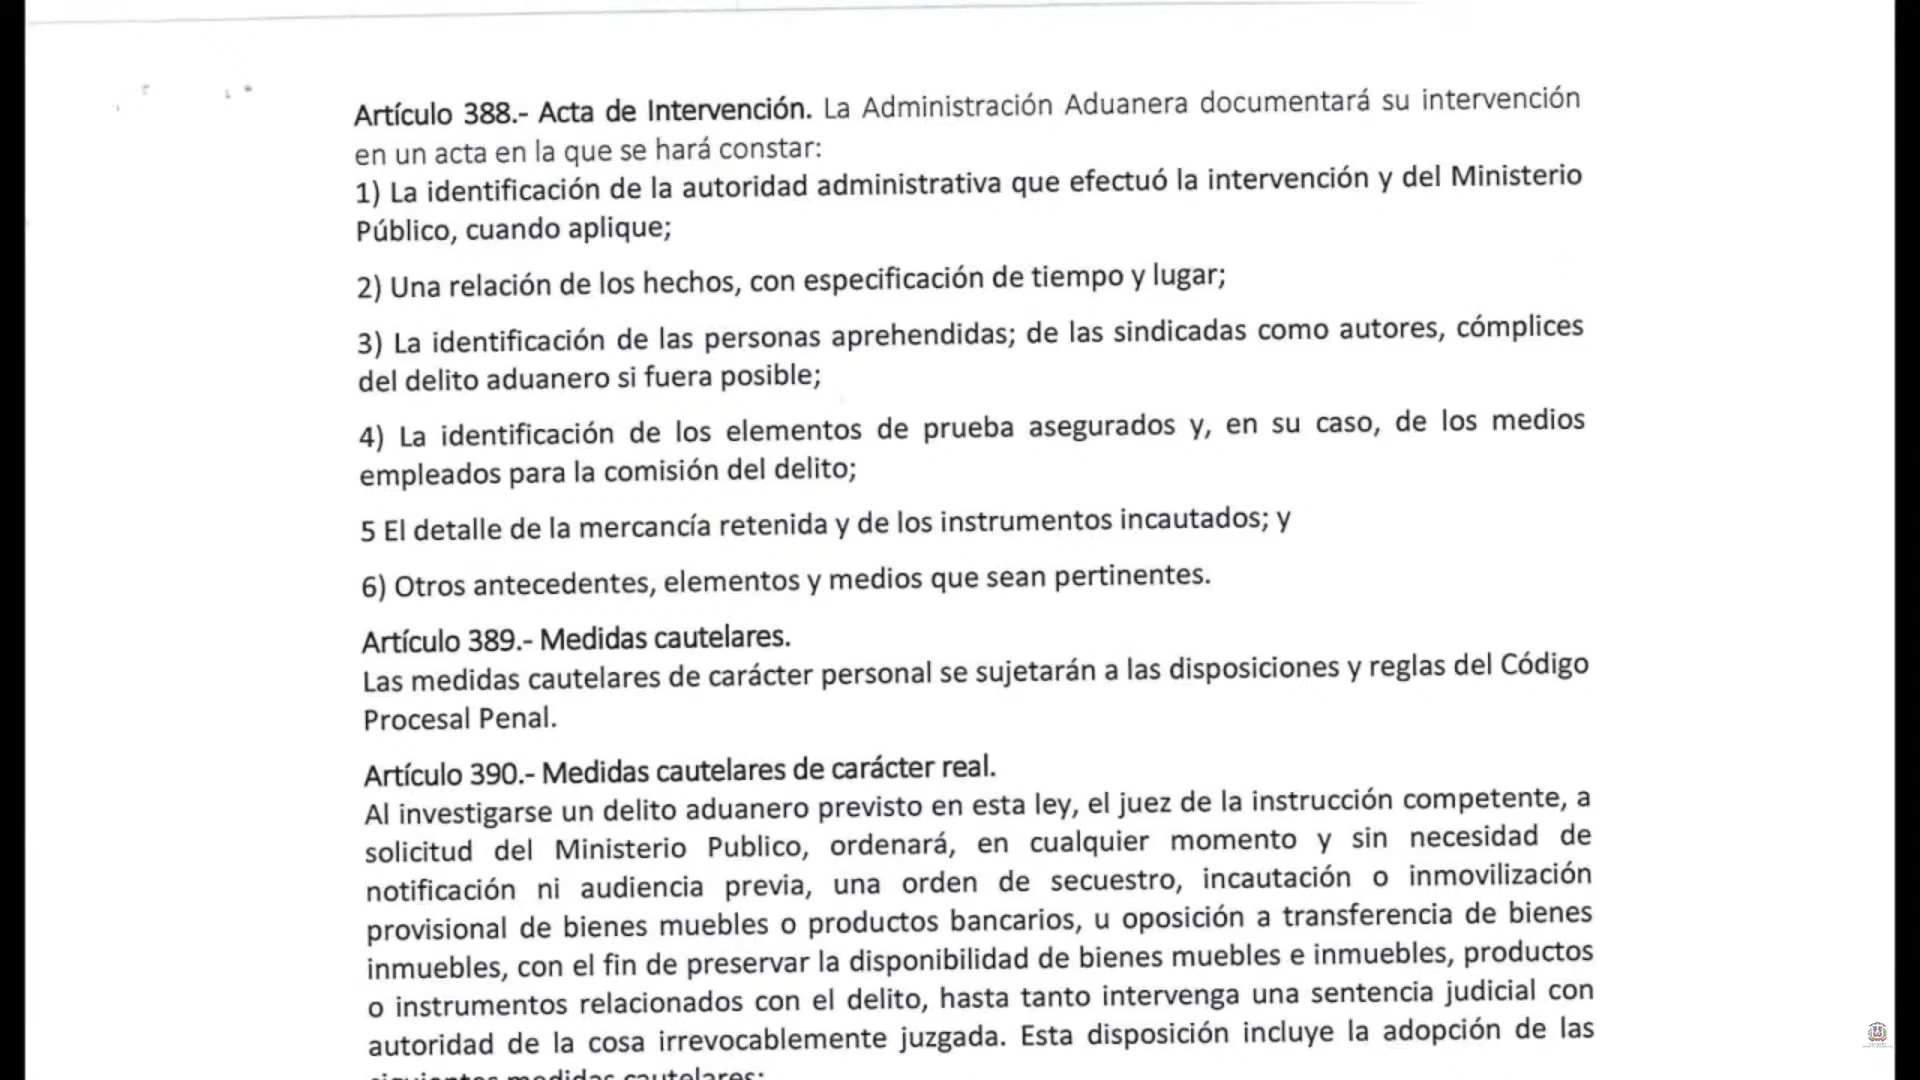 Artículo 388.- Acta de Intervención. La Administración Aduanera documentará su intervención
en un acta en la que se hará constar:
1) La identificación de la autoridad administrativa que efectuó la intervención y del Ministerio
Público, cuando aplique;
2) Una relación de los hechos, con especificación de tiempo y lugar;
3) La identificación de las personas aprehendidas; de las sindicadas como autores, cómplices
del delito aduanero si fuera posible;
4) La identificación de los elementos de prueba asegurados y, en su caso, de los medios
empleados para la comisión del delito;
5 El detalle de la mercancía retenida y de los instrumentos incautados; y
6) Otros antecedentes, elementos y medios que sean pertinentes.
Artículo 389.- Medidas cautelares.
Las medidas cautelares de carácter personal se sujetarán a las disposiciones y reglas del Código
Procesal Penal.
Artículo 390.- Medidas cautelares de carácter real.
Al investigarse un delito aduanero previsto en esta ley, el juez de la instrucción competente, a
solicitud del Ministerio Publico, ordenará, en cualquier momento y sin necesidad de
notificación ni audiencia previa, una orden de secuestro, incautación o inmovilización
provisional de bienes muebles o productos bancarios, u oposición a transferencia de bienes
inmuebles, con el fin de preservar la disponibilidad de bienes muebles e inmuebles, productos
o instrumentos relacionados con el delito, hasta tanto intervenga una sentencia judicial con
autoridad de la cosa irrevocablemente juzgada. Esta disposición incluye la adopción de las
siguientes medidas cautelares: